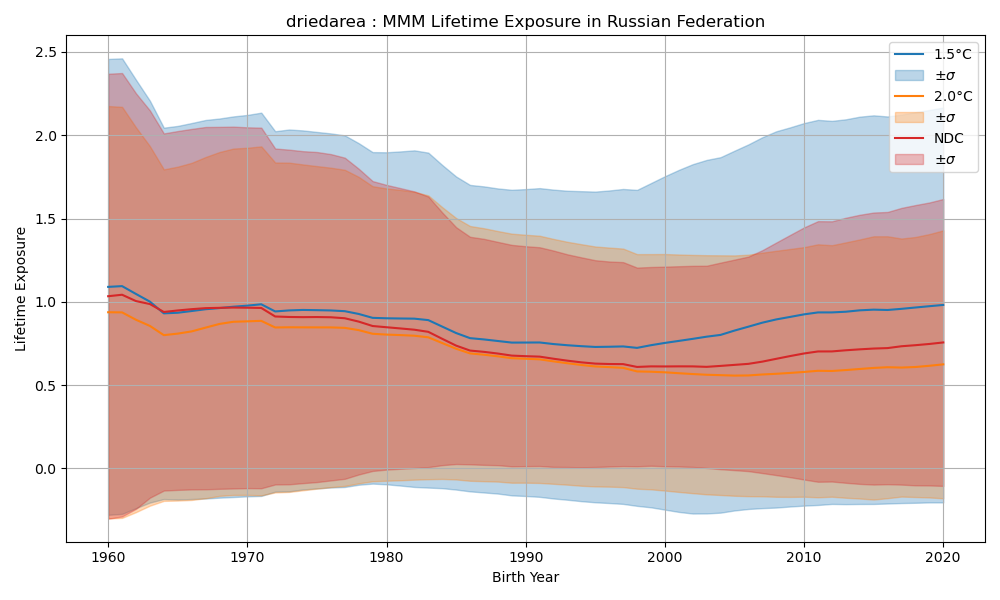 driedarea : MMM Lifetime Exposure in Russian Federation
2.5
2.0
1.5
1.0
0.5
0.0
Lifetime Exposure
1960
1970
1980
1990
2000
2010
2020
Birth Year
1.5°C
±σ
2.0°C
±σ
NDC
±σ